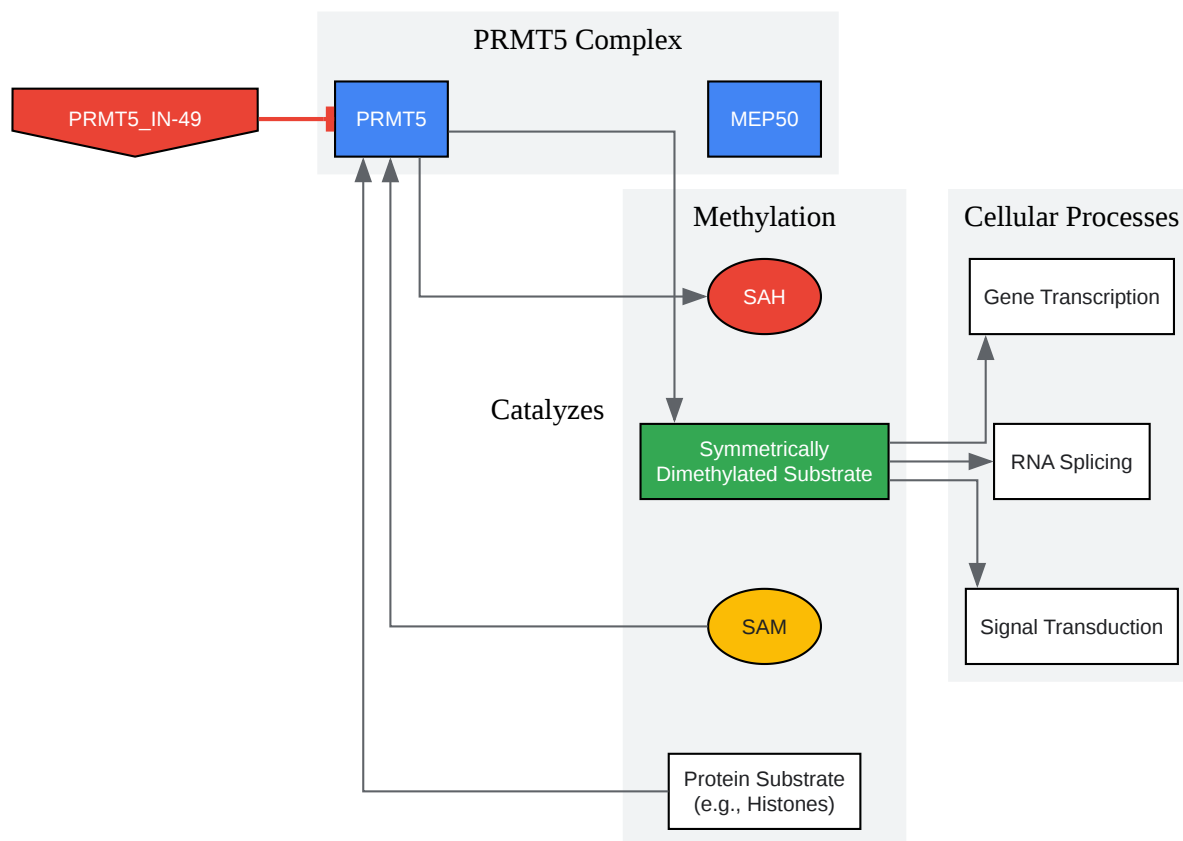 PRMT5 Complex
PRMT5_IN-49
PRMT5
MEP50
Methylation
Cellular Processes
SAH
Gene Transcription
Catalyzes
Symmetrically
Dimethylated Substrate
RNA Splicing
SAM
Signal Transduction
Protein Substrate
(e.g., Histones)